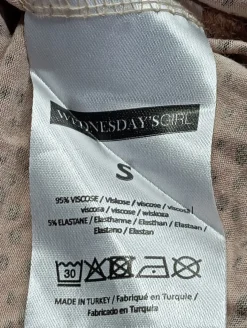 WEDNESDAY'S GIRL
S
95% VISCOSE / Viskose / viscose / viscosa /
viscosa / viscose / wiskoza
5% ELASTANE / Elasthanne / Elasthan / Elastaan /
Elastano / Elastan
30
MADE IN TURKEY / Fabriqué en Turquie /
Fabricado en Turquía